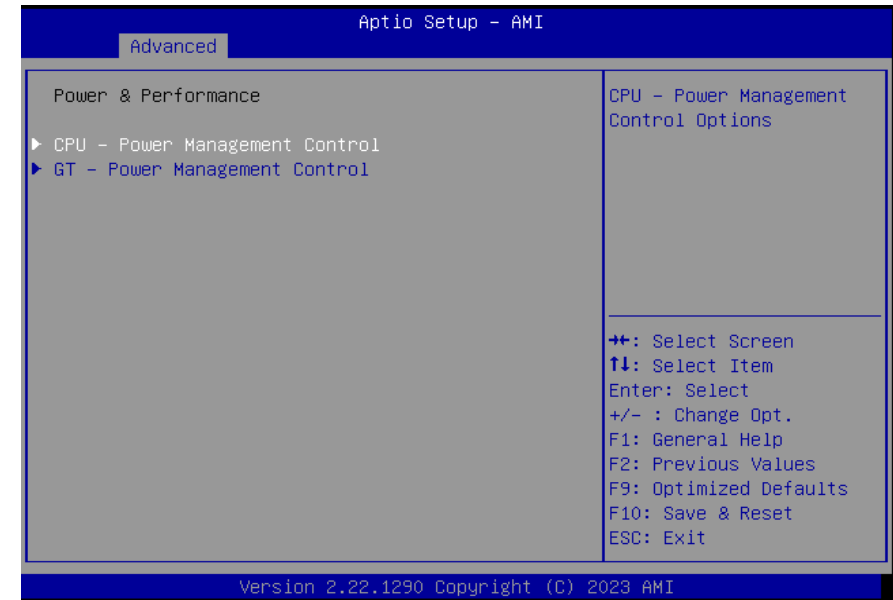 Aptio Setup – AMI
Advanced
Power & Performance
▶ CPU – Power Management Control
▶ GT – Power Management Control
CPU – Power Management
Control Options
→←: Select Screen
↑↓: Select Item
Enter: Select
+/- : Change Opt.
F1: General Help
F2: Previous Values
F9: Optimized Defaults
F10: Save & Reset
ESC: Exit
Version 2.22.1290 Copyright (C) 2023 AMI